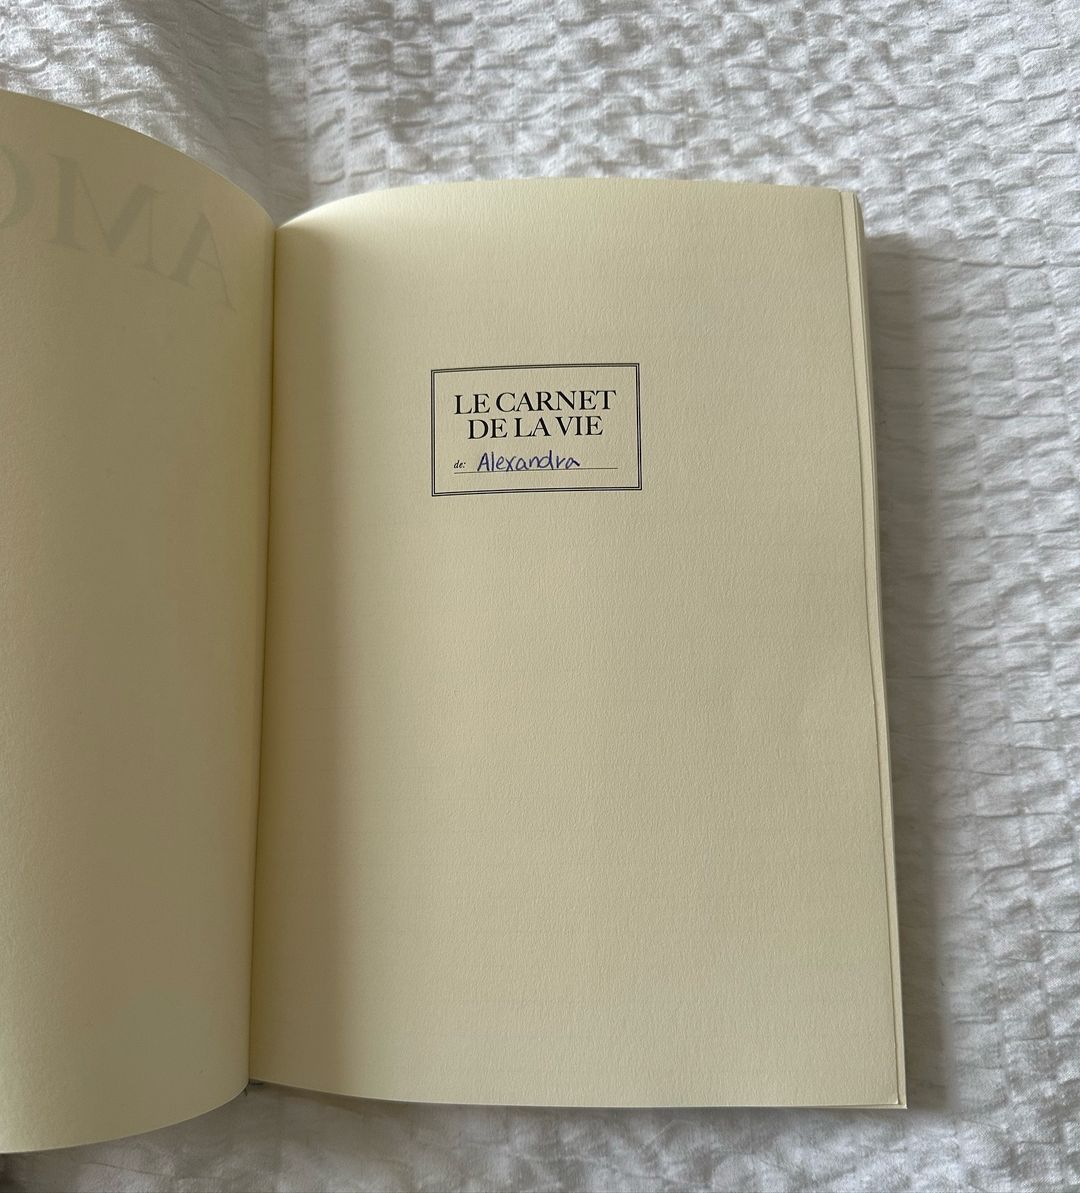 LE CARNET
DE LA VIE
de: Alexandra